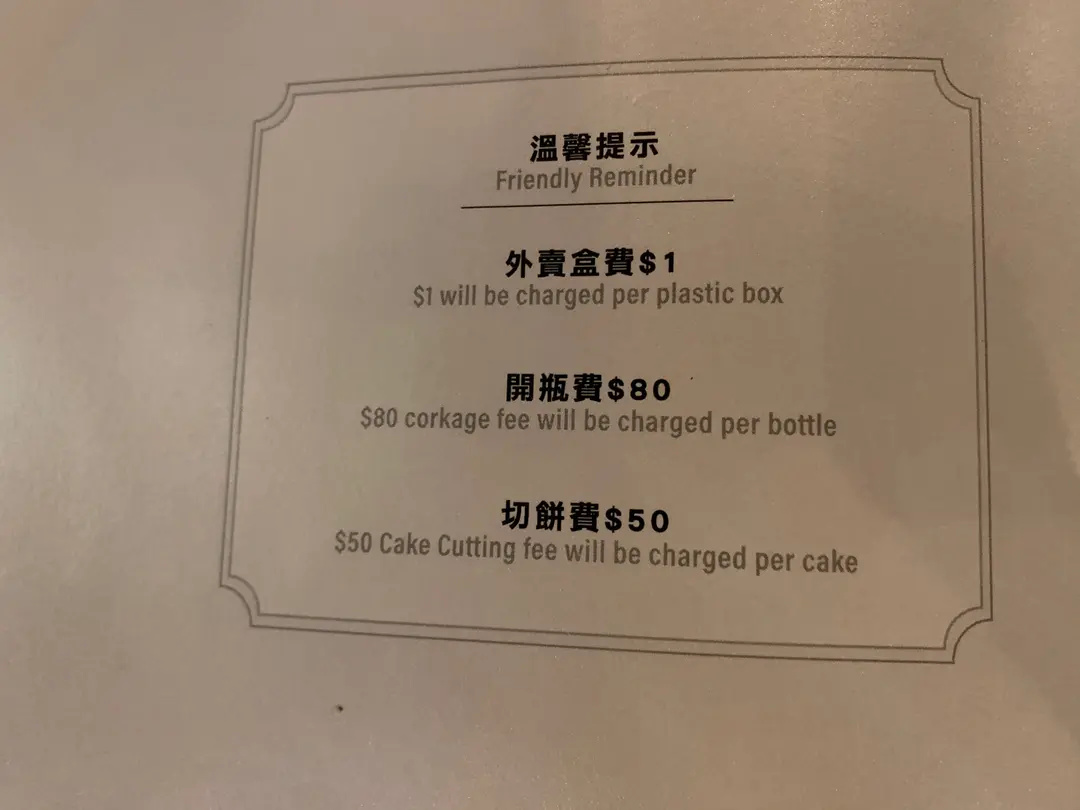 溫馨提示
Friendly Reminder
外賣盒費$1
$1 will be charged per plastic box
開瓶費$80
$80 corkage fee will be charged per bottle
切餅費$50
$50 Cake Cutting fee will be charged per cake